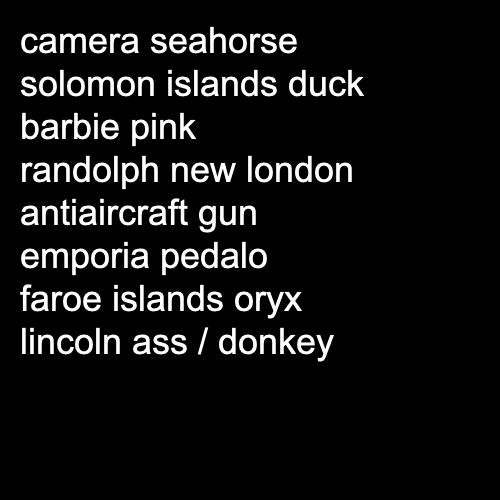 camera seahorse
solomon islands duck
barbie pink
randolph new london
antiaircraft gun
emporia pedalo
faroe islands oryx
lincoln ass / donkey